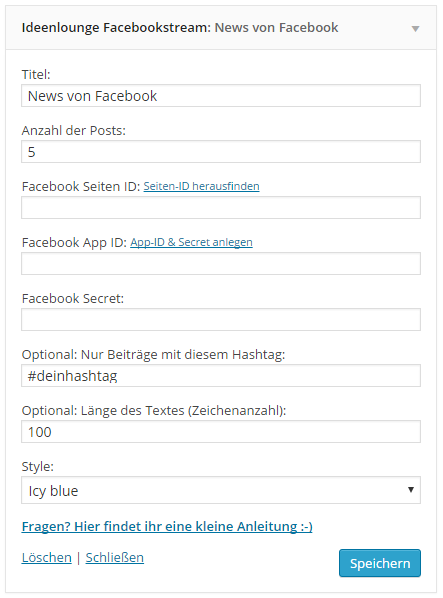 Ideenlounge Facebookstream: News von Facebook
Titel:
News von Facebook
Anzahl der Posts:
5
Facebook Seiten ID: Seiten-ID herausfinden
Facebook App ID: App-ID & Secret anlegen
Facebook Secret:
Optional: Nur Beiträge mit diesem Hashtag:
#deinhashtag
Optional: Länge des Textes (Zeichenanzahl):
100
Style:
Icy blue
Fragen? Hier findet ihr eine kleine Anleitung :-)
Löschen | Schließen
Speichern